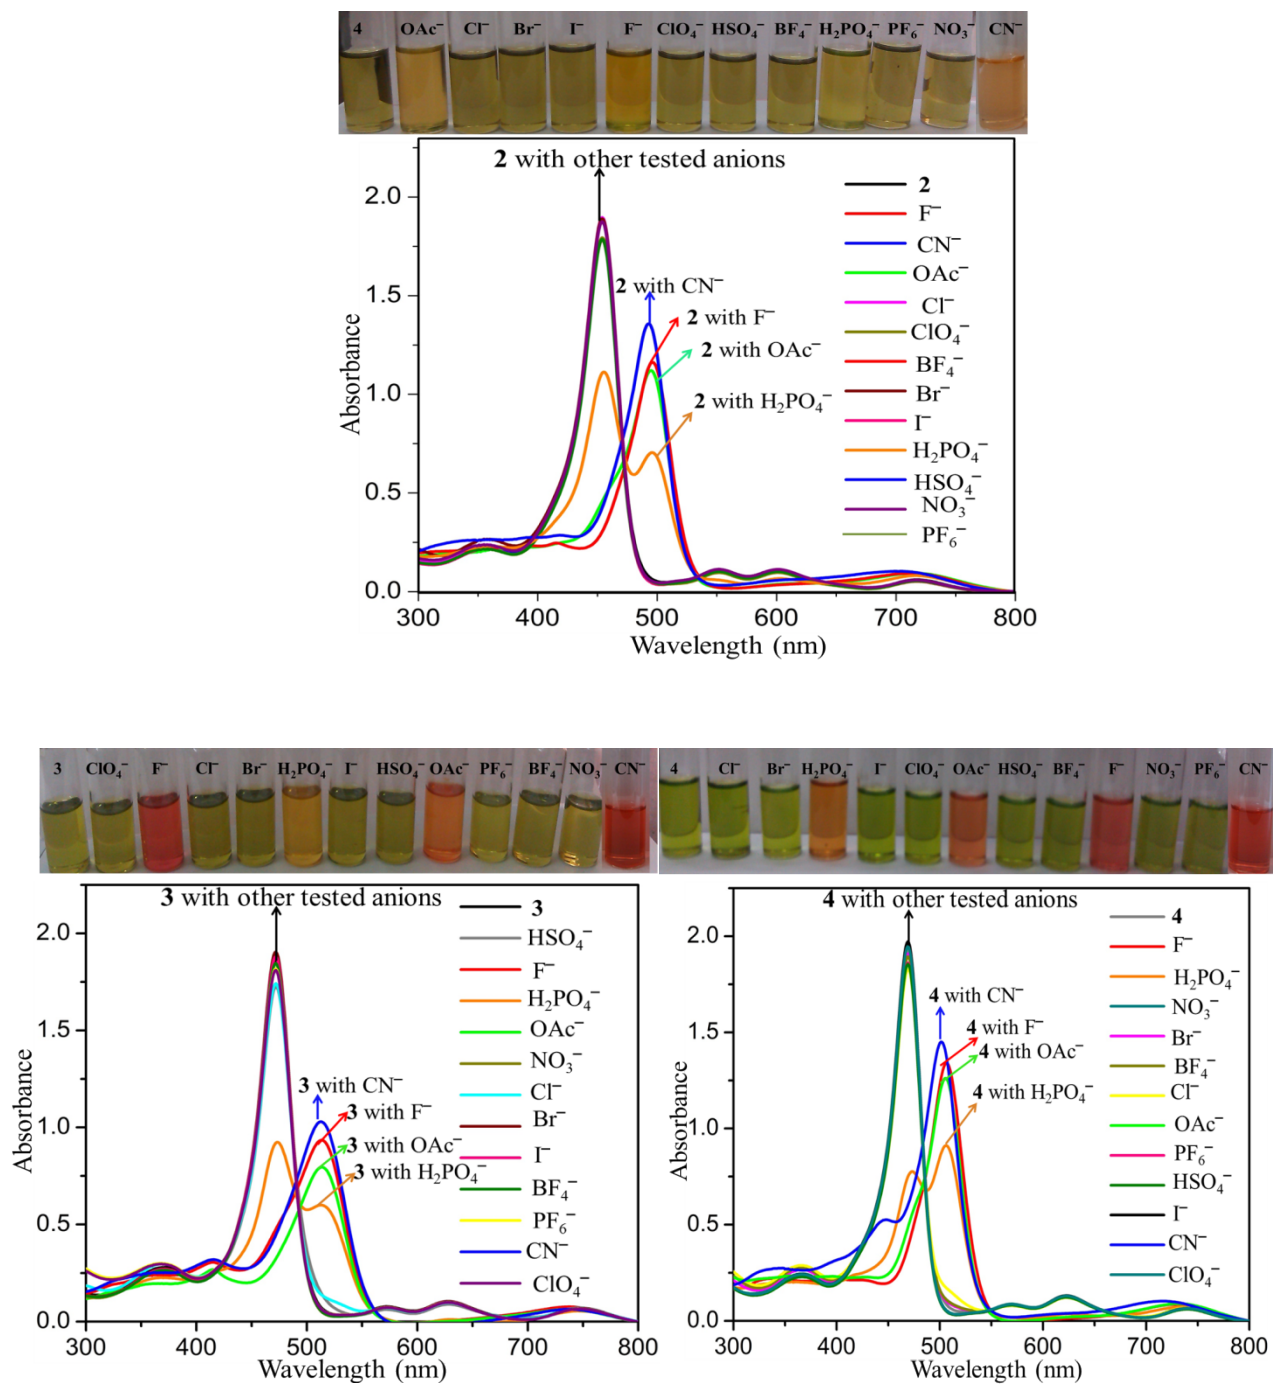 4 OAc⁻ Cl⁻ Br⁻ I⁻ F⁻ ClO₄⁻ HSO₄⁻ BF₄⁻ H₂PO₄⁻ PF₆⁻ NO₃⁻ CN⁻
2 with other tested anions
2 with CN⁻
2 with F⁻
2 with OAc⁻
2 with H₂PO₄⁻
2
F⁻
CN⁻
OAc⁻
Cl⁻
ClO₄⁻
BF₄⁻
Br⁻
I⁻
H₂PO₄⁻
HSO₄⁻
NO₃⁻
PF₆⁻
Absorbance
2.0
1.5
1.0
0.5
0.0
300 400 500 600 700 800
Wavelength (nm)
3 ClO₄⁻ F⁻ Cl⁻ Br⁻ H₂PO₄⁻ I⁻ HSO₄⁻ OAc⁻ PF₆⁻ BF₄⁻ NO₃⁻ CN⁻
3 with other tested anions
3 with CN⁻
3 with F⁻
3 with OAc⁻
3 with H₂PO₄⁻
3
HSO₄⁻
F⁻
H₂PO₄⁻
OAc⁻
NO₃⁻
Cl⁻
Br⁻
I⁻
BF₄⁻
PF₆⁻
CN⁻
ClO₄⁻
Absorbance
2.0
1.5
1.0
0.5
0.0
300 400 500 600 700 800
Wavelength (nm)
4 Cl⁻ Br⁻ H₂PO₄⁻ I⁻ ClO₄⁻ OAc⁻ HSO₄⁻ BF₄⁻ F⁻ NO₃⁻ PF₆⁻ CN⁻
4 with other tested anions
4 with CN⁻
4 with F⁻
4 with OAc⁻
4 with H₂PO₄⁻
4
F⁻
H₂PO₄⁻
NO₃⁻
Br⁻
BF₄⁻
Cl⁻
OAc⁻
PF₆⁻
HSO₄⁻
I⁻
CN⁻
ClO₄⁻
Absorbance
2.0
1.5
1.0
0.5
0.0
300 400 500 600 700 800
Wavelength (nm)